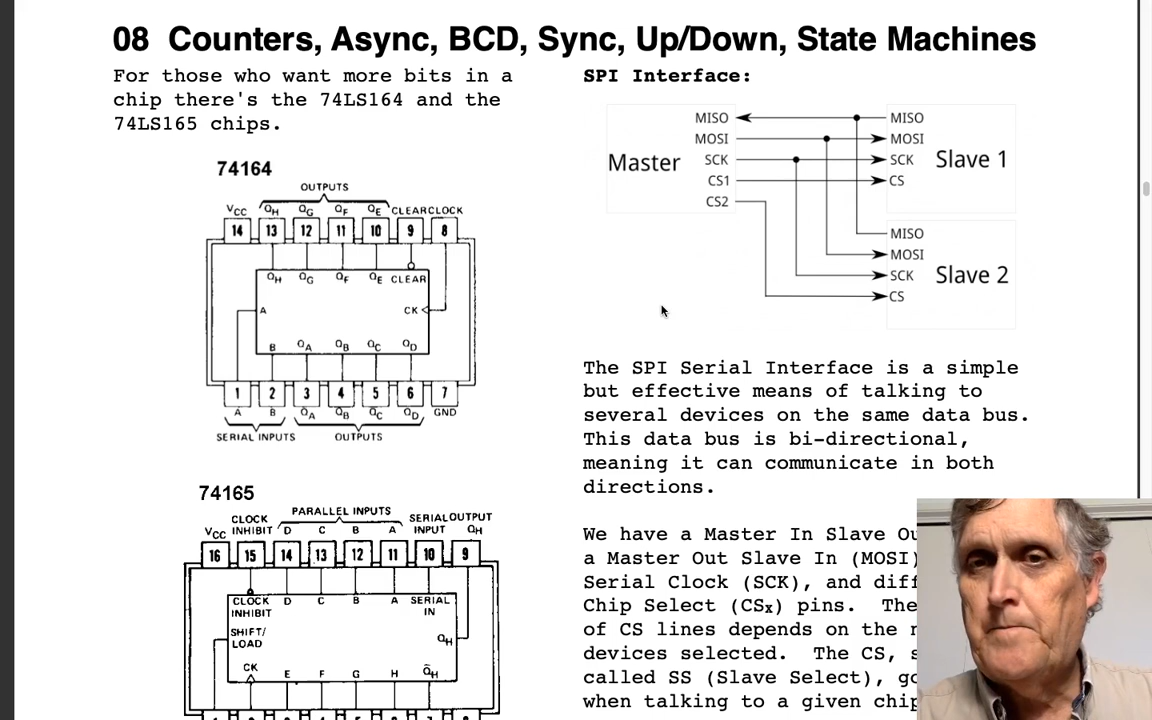 08 Counters, Async, BCD, Sync, Up/Down, State Machines
For those who want more bits in a
chip there's the 74LS164 and the
74LS165 chips.
74164
OUTPUTS
VCC QH QG QF QE CLEAR CLOCK
14 13 12 11 10 9 8
QH QG QF QE CLEAR
A CK
B QA QB QC QD
1 2 3 4 5 6 7
A B QA QB QC QD GND
SERIAL INPUTS OUTPUTS
74165
PARALLEL INPUTS
VCC CLOCK INHIBIT D C B A SERIAL INPUT OUTPUT QH
16 15 14 13 12 11 10 9
CLOCK INHIBIT D C B A SERIAL IN
SHIFT/
LOAD
QH
CK E F G H Q̄H
SPI Interface:
MISO MISO
MOSI MOSI
Master SCK SCK Slave 1
CS1 CS
CS2
MISO
MOSI
SCK Slave 2
CS
The SPI Serial Interface is a simple
but effective means of talking to
several devices on the same data bus.
This data bus is bi-directional,
meaning it can communicate in both
directions.
We have a Master In Slave
a Master Out Slave In (MOSI)
Serial Clock (SCK), and
Chip Select (CSx) pins.
of CS lines depends on the
devices selected. The CS,
called SS (Slave Select),
when talking to a given